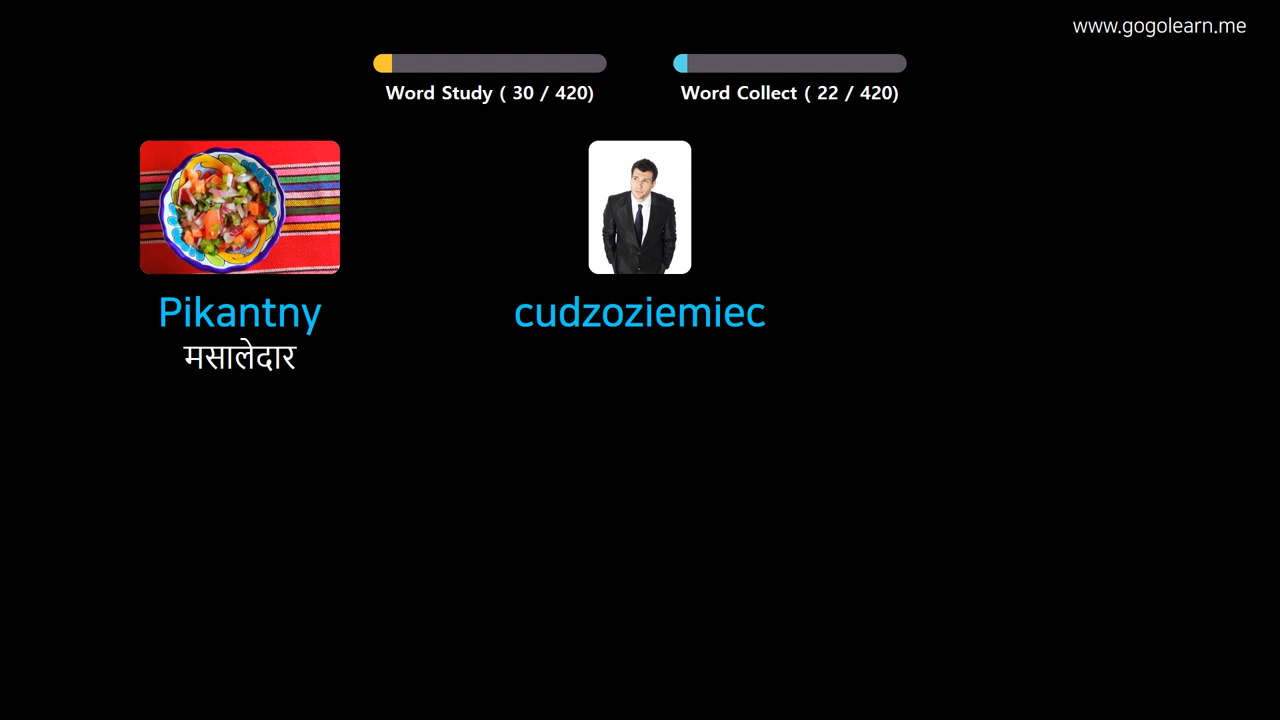 www.gogolearn.me
Word Study ( 30 / 420)
Word Collect ( 22 / 420)
Pikantny
मसालेदार
cudzoziemiec